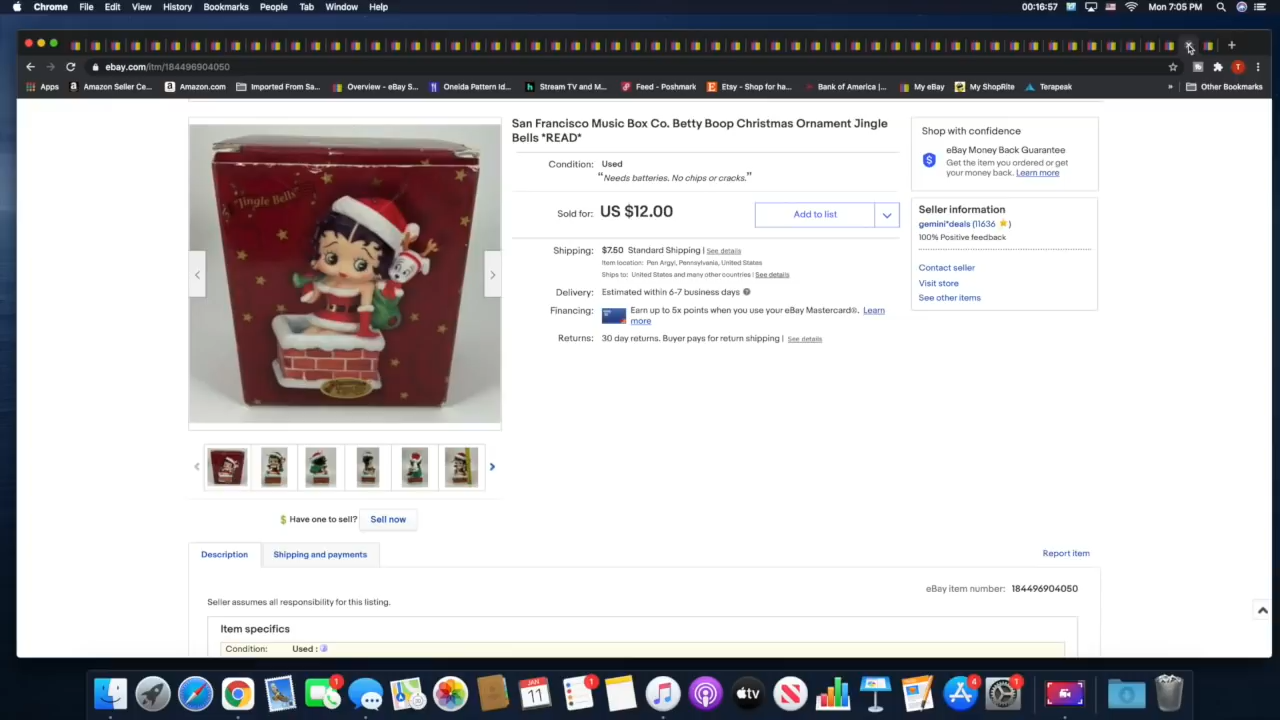 Chrome File Edit View History Bookmarks People Tab Window Help 00:16:57 Mon 7:05 PM
ebay.com/itm/184496904050 T
Apps Amazon Seller Ce... Amazon.com Imported From Sa... Overview - eBay S... Oneida Pattern Id... Stream TV and M... Feed - Poshmark Etsy - Shop for ha... Bank of America |... My eBay My ShopRite Terapeak » Other Bookmarks
San Francisco Music Box Co. Betty Boop Christmas Ornament Jingle
Bells *READ*
Condition: Used
"Needs batteries. No chips or cracks."
Sold for: US $12.00 Add to list
Shipping: $7.50 Standard Shipping | See details
Item location: Pen Argyl, Pennsylvania, United States
Ships to: United States and many other countries | See details
Delivery: Estimated within 6-7 business days
Financing: Earn up to 5x points when you use your eBay Mastercard®. Learn
more
Returns: 30 day returns. Buyer pays for return shipping | See details
Shop with confidence
eBay Money Back Guarantee
Get the item you ordered or get
your money back. Learn more
Seller information
gemini*deals (11636 )
100% Positive feedback
Contact seller
Visit store
See other items
"Jingle Bells"
$ Have one to sell? Sell now
Description Shipping and payments Report item
eBay item number: 184496904050
Seller assumes all responsibility for this listing.
Item specifics
Condition: Used :
1 JAN 11 1 4 1